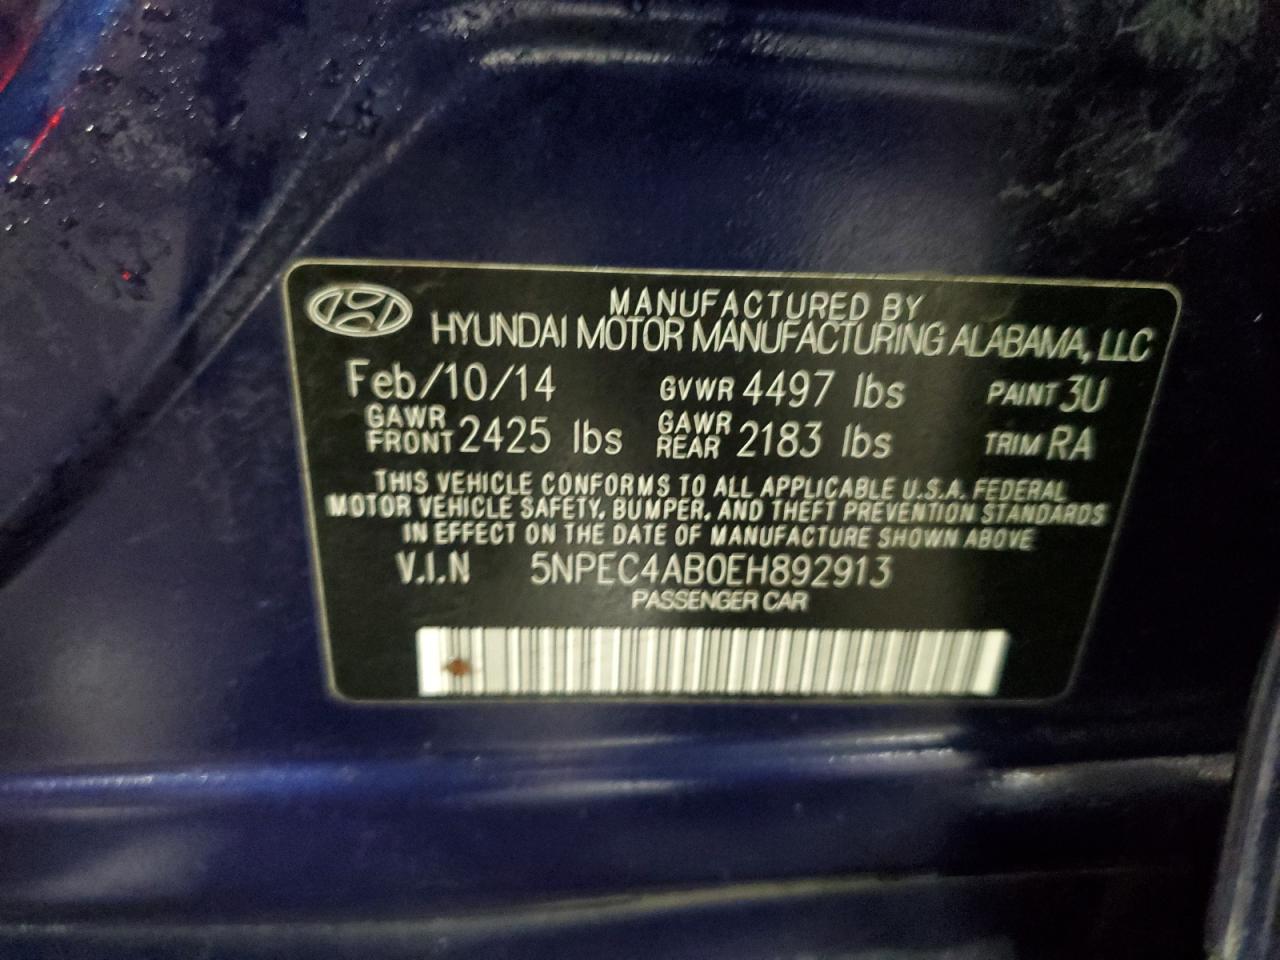 MANUFACTURED BY
HYUNDAI MOTOR MANUFACTURING ALABAMA, LLC
Feb/10/14 GVWR 4497 lbs PAINT 3U
GAWR FRONT 2425 lbs GAWR REAR 2183 lbs TRIM RA
THIS VEHICLE CONFORMS TO ALL APPLICABLE U.S.A. FEDERAL
MOTOR VEHICLE SAFETY, BUMPER, AND THEFT PREVENTION STANDARDS
IN EFFECT ON THE DATE OF MANUFACTURE SHOWN ABOVE
V.I.N 5NPEC4AB0EH892913
PASSENGER CAR